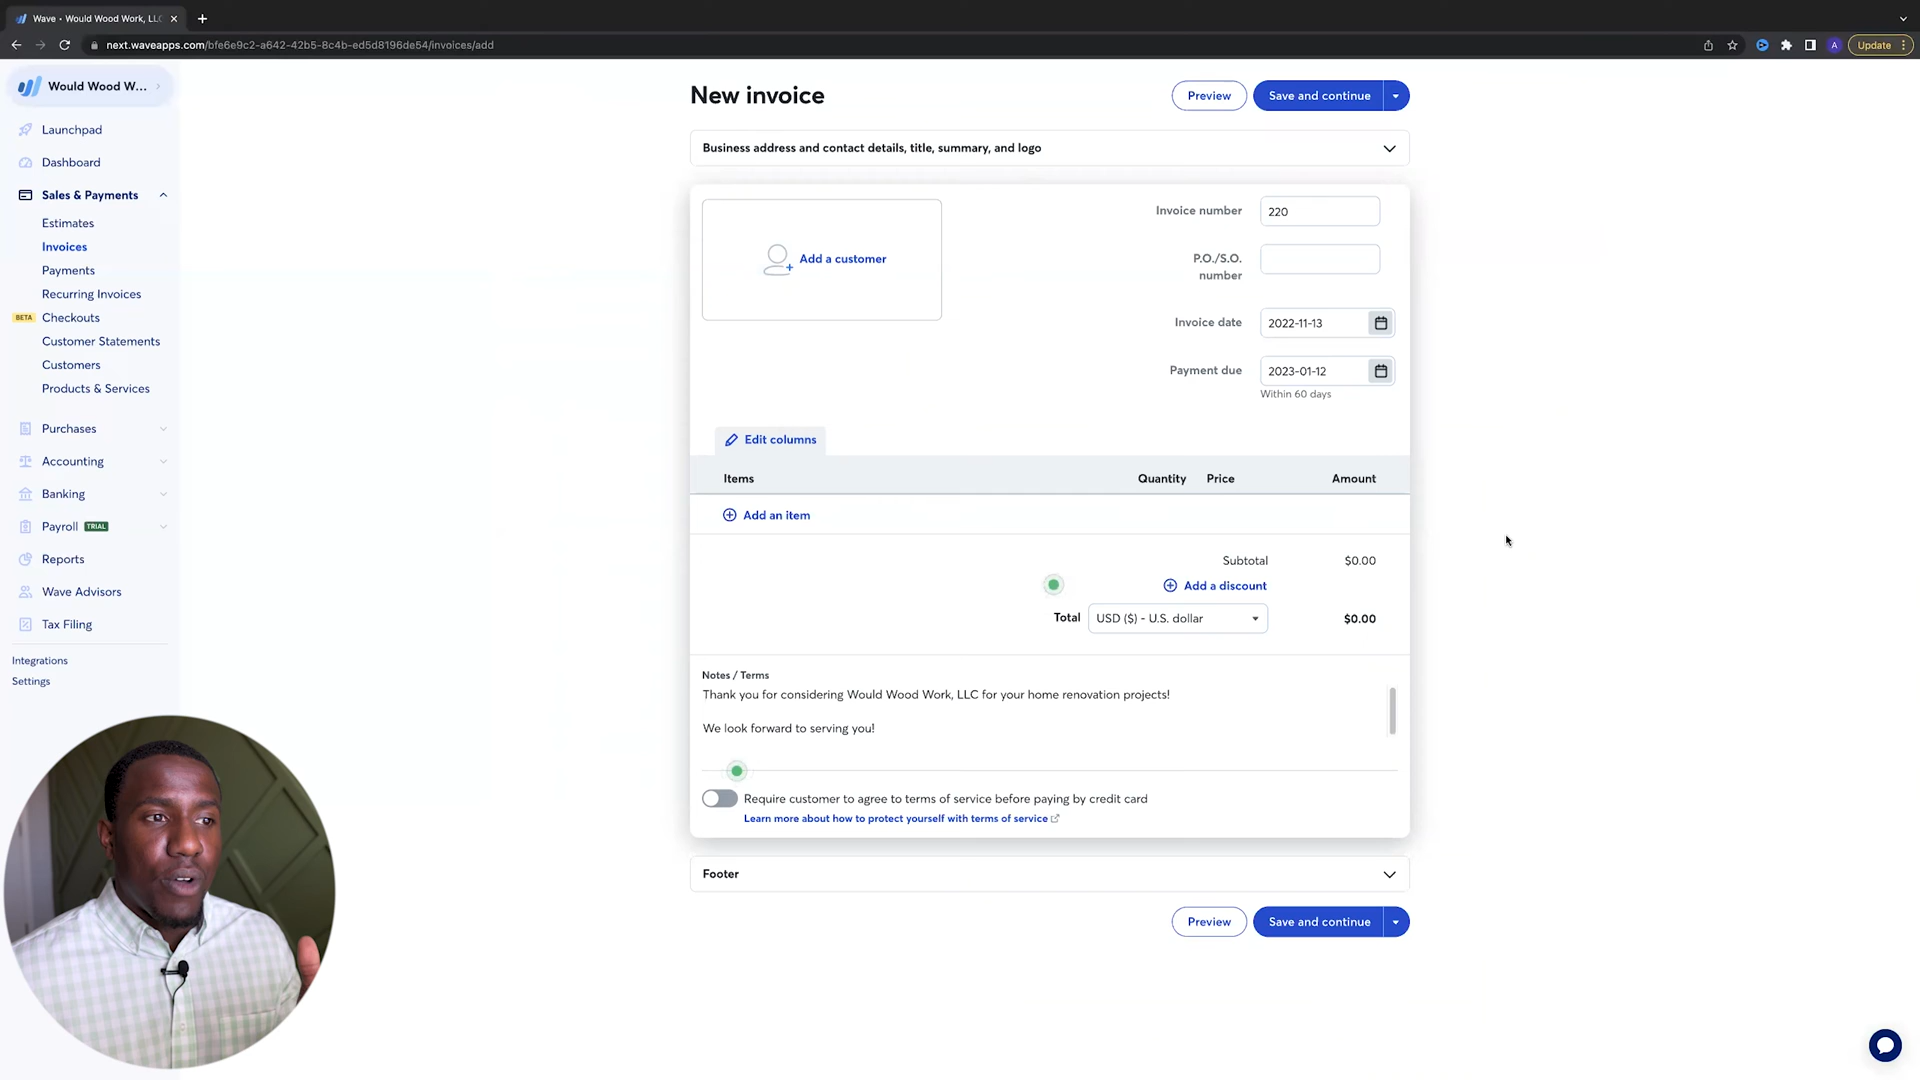 Wave • Would Wood Work, LLC
next.waveapps.com/bfe6e9c2-a642-42b5-8c4b-ed5d8196de54/invoices/add
A
Update
Would Wood W...
Launchpad
Dashboard
Sales & Payments
Estimates
Invoices
Payments
Recurring Invoices
BETA Checkouts
Customer Statements
Customers
Products & Services
Purchases
Accounting
Banking
Payroll TRIAL
Reports
Wave Advisors
Tax Filing
Integrations
Settings
New invoice
Preview
Save and continue
Business address and contact details, title, summary, and logo
Add a customer
Invoice number 220
P.O./S.O.
number
Invoice date 2022-11-13
Payment due 2023-01-12
Within 60 days
Edit columns
Items Quantity Price Amount
Add an item
Subtotal $0.00
Add a discount
Total USD ($) - U.S. dollar $0.00
Notes / Terms
Thank you for considering Would Wood Work, LLC for your home renovation projects!
We look forward to serving you!
Require customer to agree to terms of service before paying by credit card
Learn more about how to protect yourself with terms of service
Footer
Preview
Save and continue